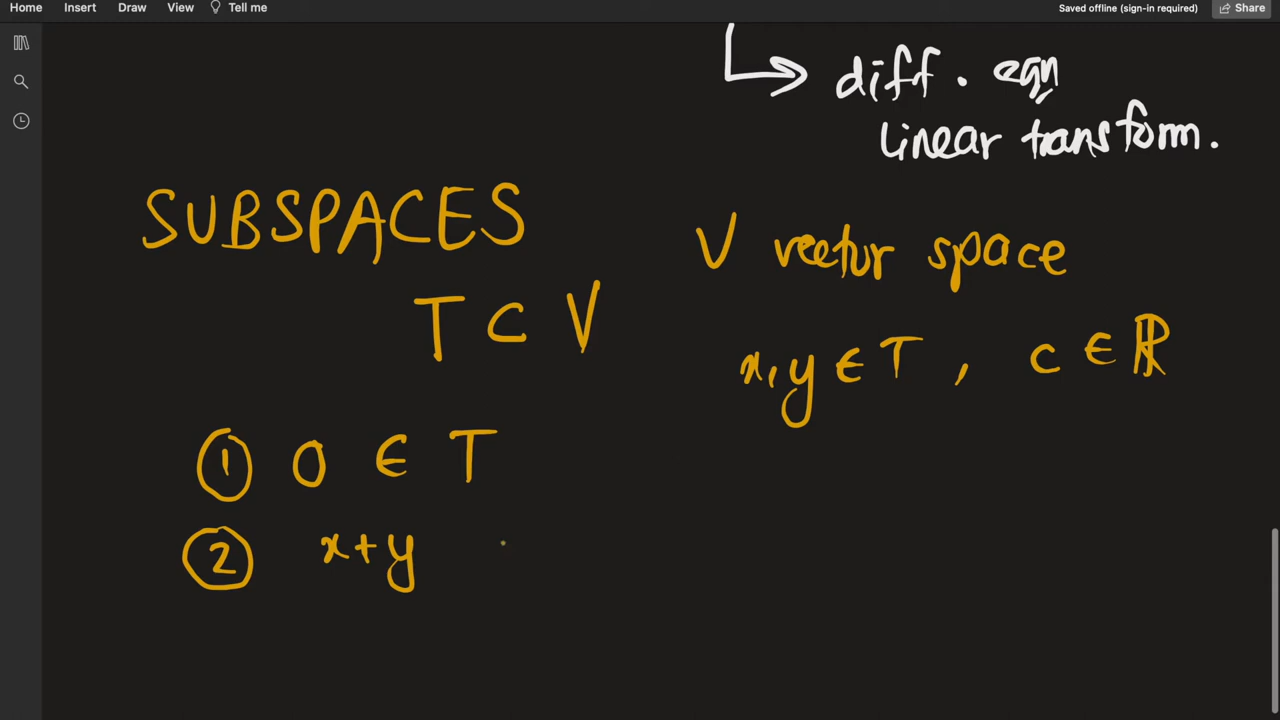 Home Insert Draw View Tell me Saved offline (sign-in required) Share
diff. eqn
linear transform.
SUBSPACES
V vector space
T ⊂ V
x, y ∈ T , c ∈ ℝ
① 0 ∈ T
② x+y